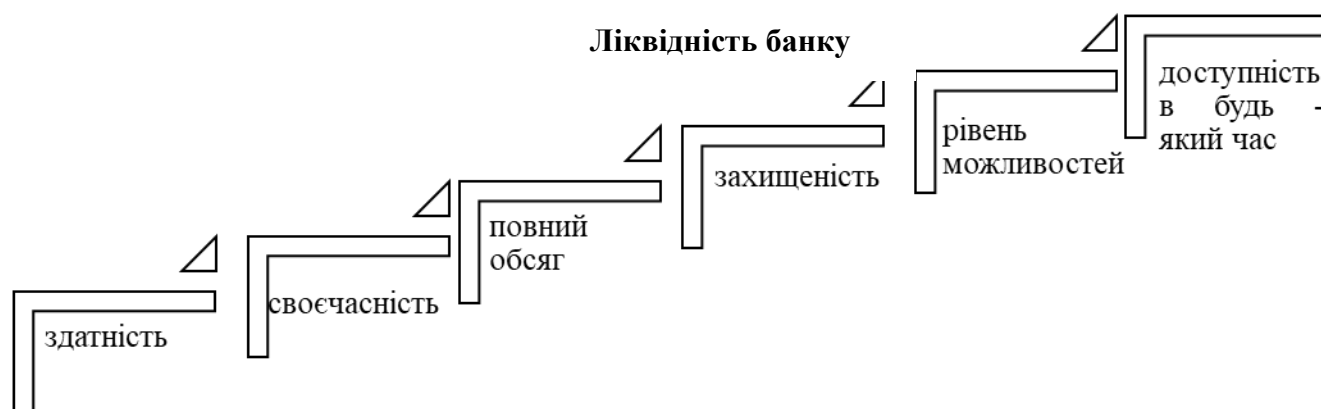 Ліквідність банку
здатність
своєчасність
повний
обсяг
захищеність
рівень
можливостей
доступність
в будь -
який час